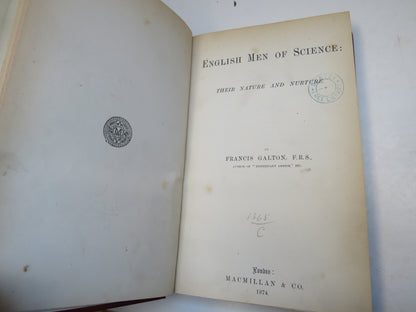 ENGLISH MEN OF SCIENCE:
THEIR NATURE AND NURTURE
BY
FRANCIS GALTON, F.R.S.,
AUTHOR OF "HEREDITARY GENIUS," ETC.
C
London:
MACMILLAN & CO.
1874